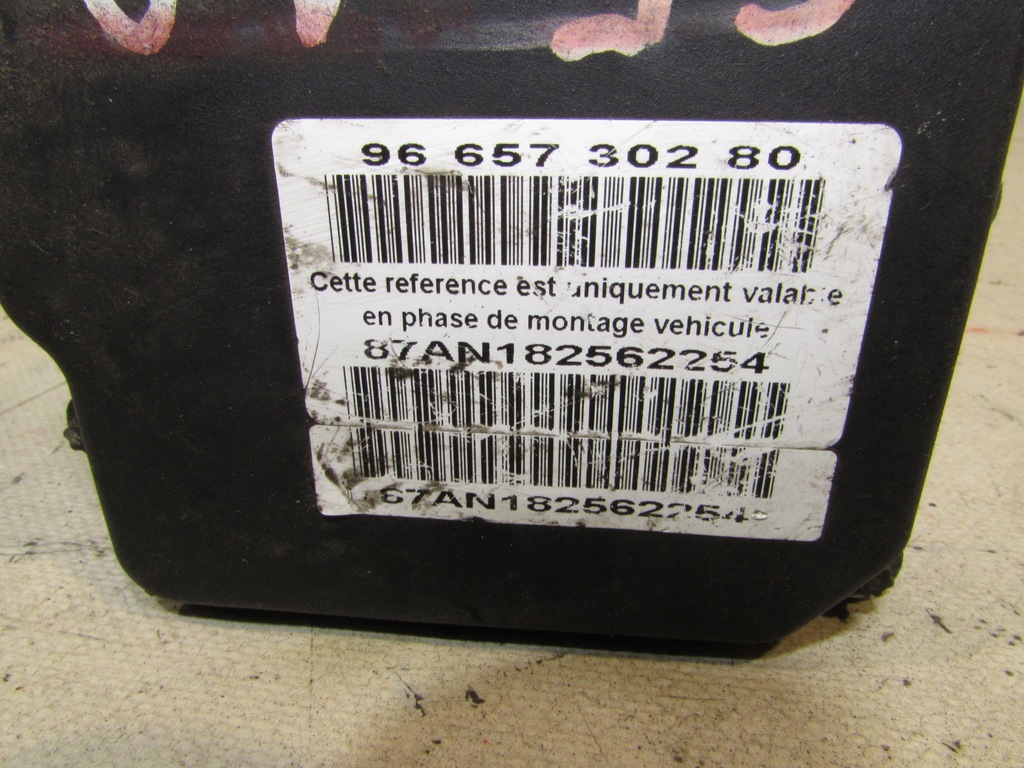 96 657 302 80
Cette reference est uniquement valable
en phase de montage vehicule
87AN182562254
87AN182562254